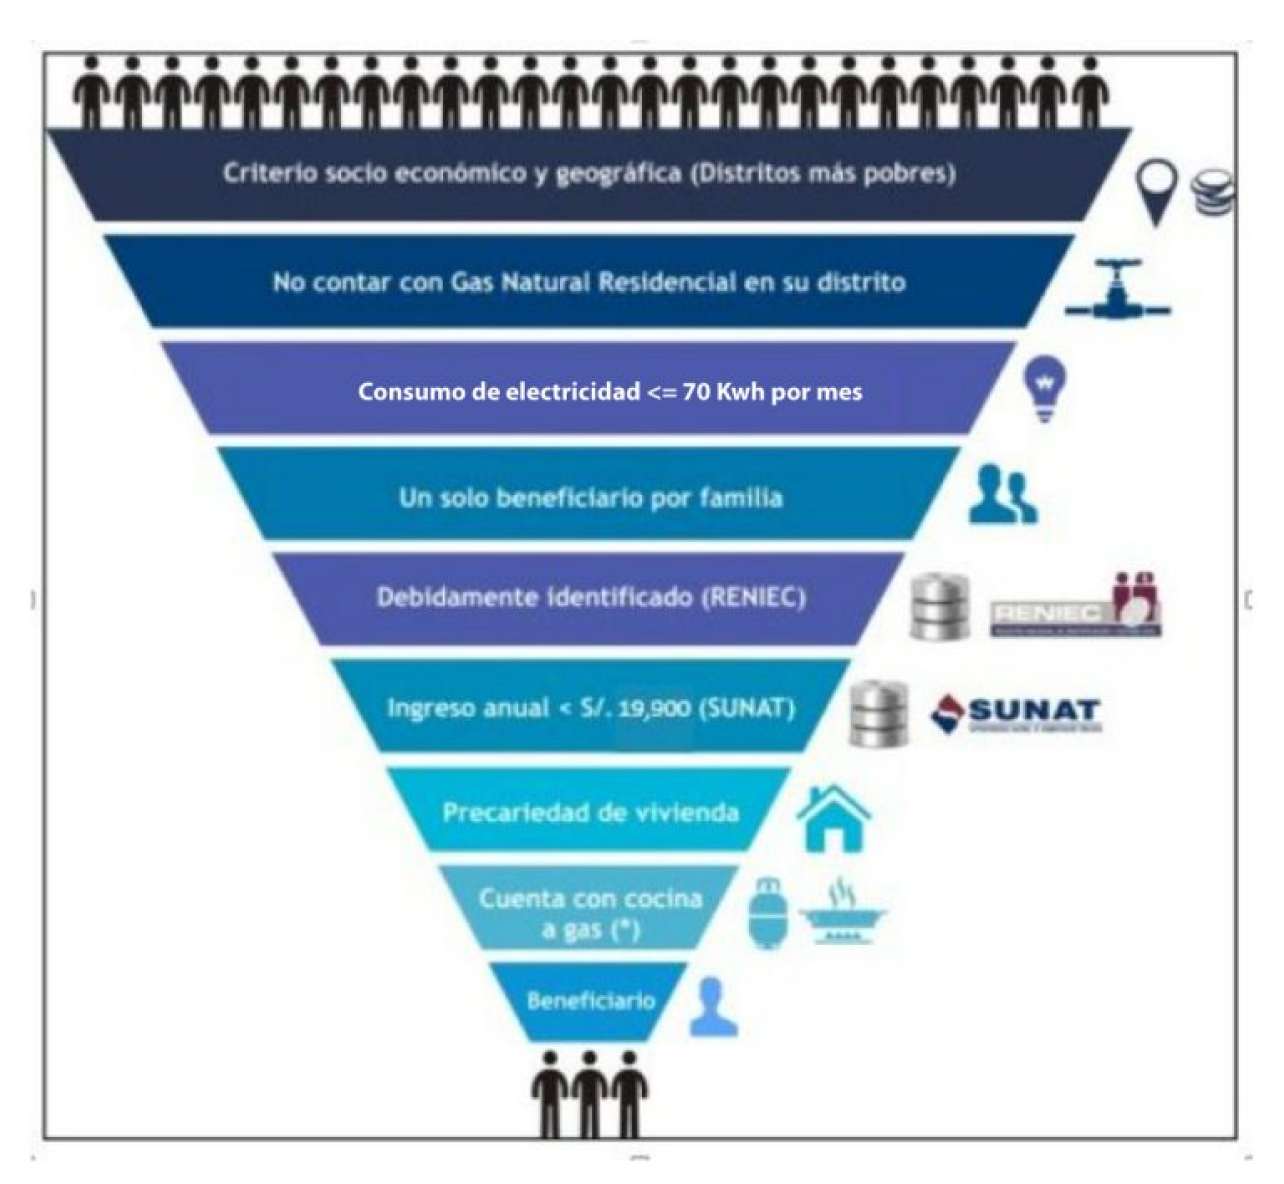 Criterio socio económico y geográfica (Distritos más pobres)
No contar con Gas Natural Residencial en su distrito
Consumo de electricidad <= 70 Kwh por mes
Un solo beneficiario por familia
Debidamente identificado (RENIEC)
RENIEC
Ingreso anual < S/. 19,900 (SUNAT)
SUNAT
Precariedad de vivienda
Cuenta con cocina
a gas (*)
Beneficiario